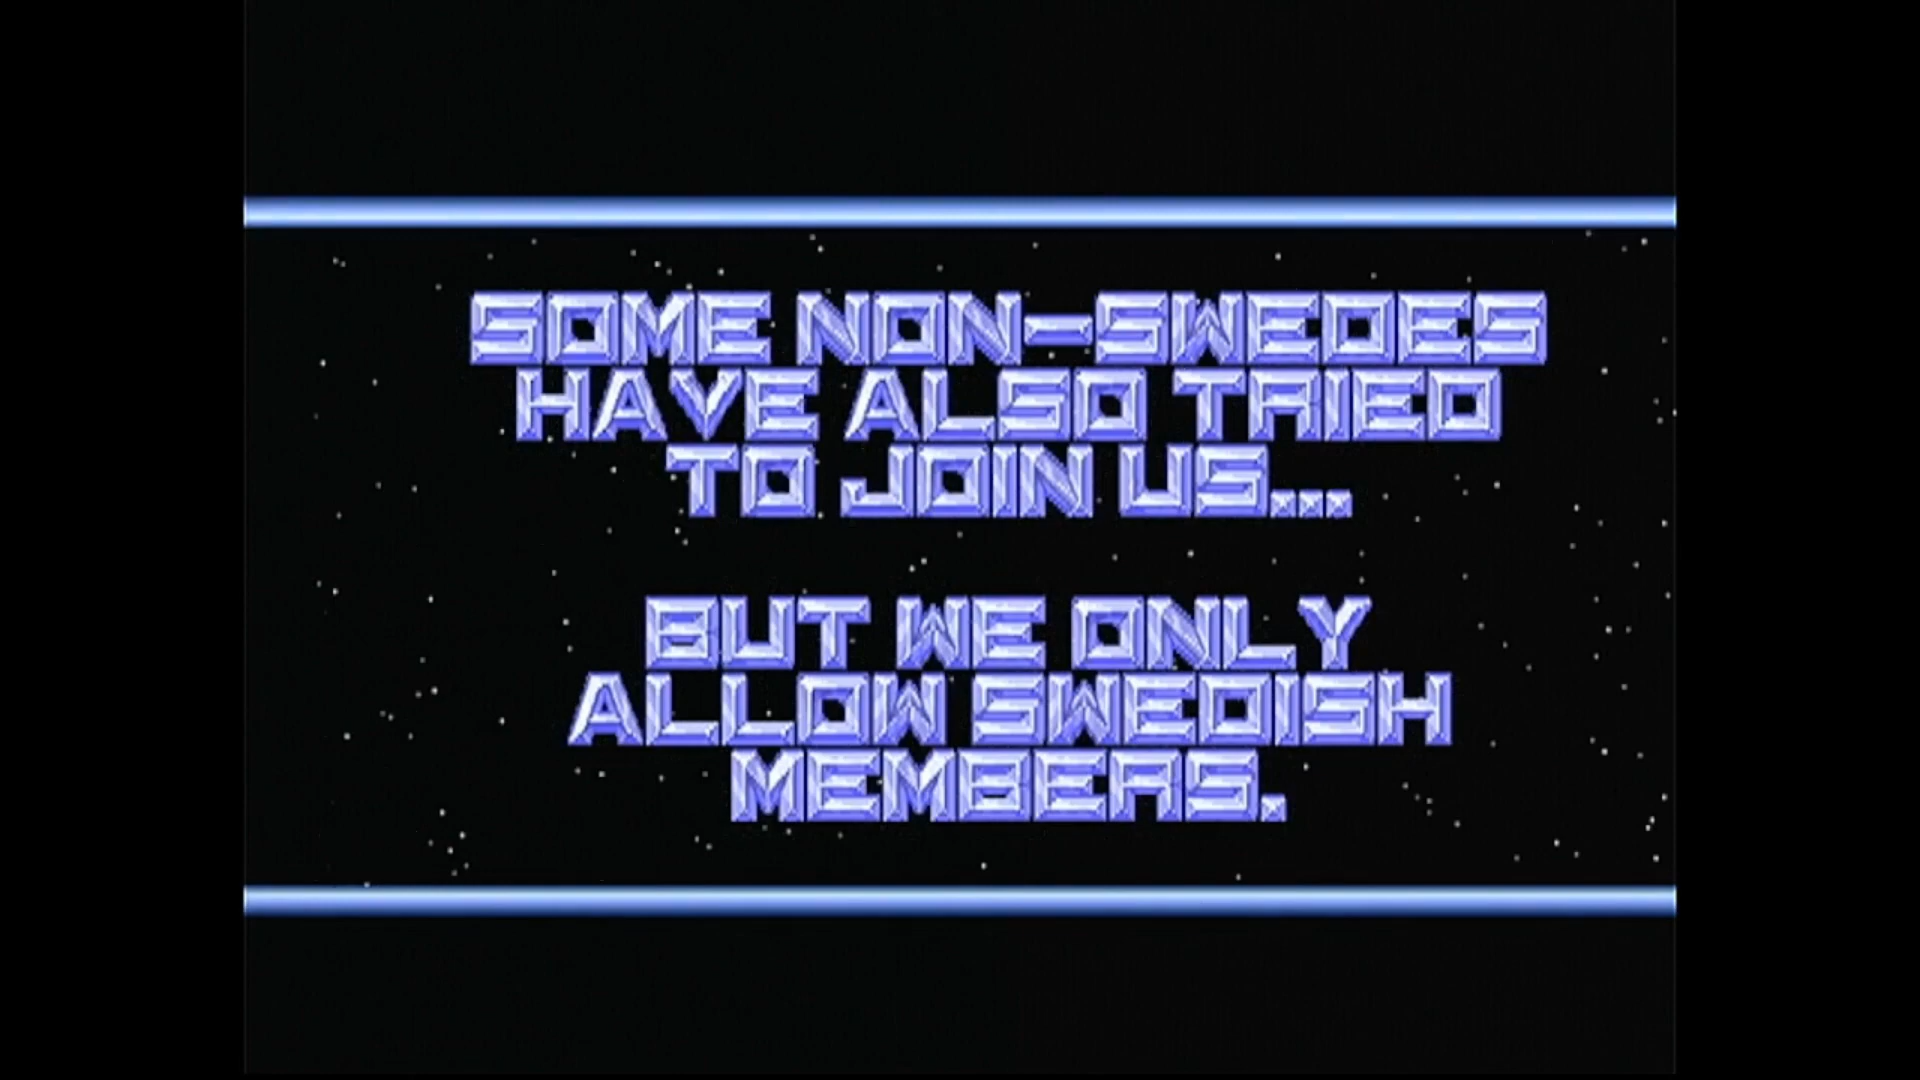 SOME NON-SWEDES
HAVE ALSO TRIED
TO JOIN US...
BUT WE ONLY
ALLOW SWEDISH
MEMBERS.